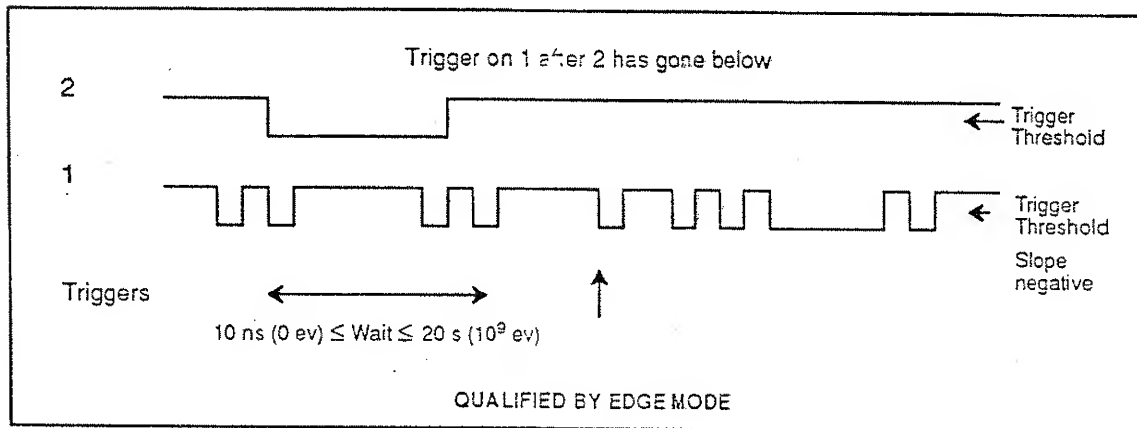 Trigger on 1 after 2 has gone below
2
Trigger
Threshold
1
Trigger
Threshold
Slope
negative
Triggers
10 ns (0 ev) ≤ Wait ≤ 20 s (10⁹ ev)
QUALIFIED BY EDGE MODE